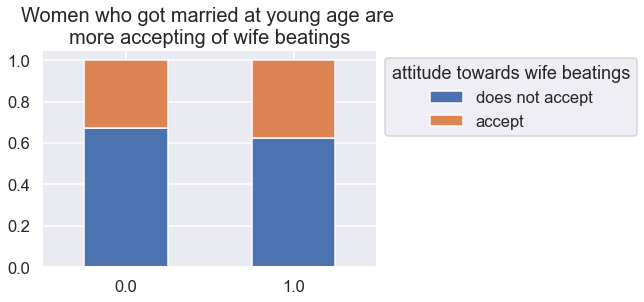 Women who got married at young age are
more accepting of wife beatings
attitude towards wife beatings
does not accept
accept
1.0
0.8
0.6
0.4
0.2
0.0
0.0
1.0